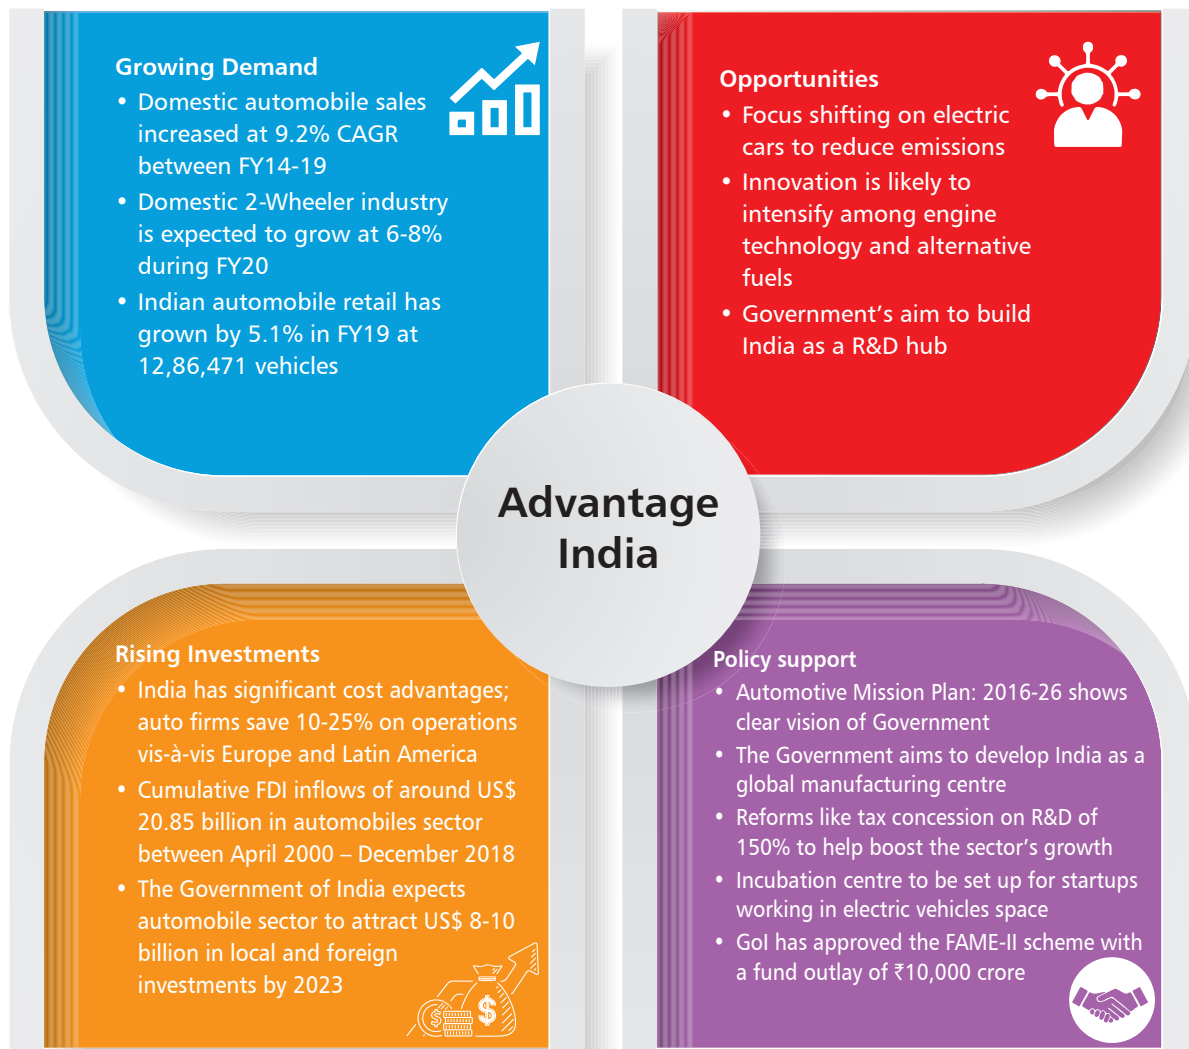 Growing Demand
• Domestic automobile sales
increased at 9.2% CAGR
between FY14-19
• Domestic 2-Wheeler industry
is expected to grow at 6-8%
during FY20
• Indian automobile retail has
grown by 5.1% in FY19 at
12,86,471 vehicles
Opportunities
• Focus shifting on electric
cars to reduce emissions
• Innovation is likely to
intensify among engine
technology and alternative
fuels
• Government’s aim to build
India as a R&D hub
Advantage
India
Rising Investments
• India has significant cost advantages;
auto firms save 10-25% on operations
vis-à-vis Europe and Latin America
• Cumulative FDI inflows of around US$
20.85 billion in automobiles sector
between April 2000 – December 2018
• The Government of India expects
automobile sector to attract US$ 8-10
billion in local and foreign
investments by 2023
$
$
Policy support
• Automotive Mission Plan: 2016-26 shows
clear vision of Government
• The Government aims to develop India as a
global manufacturing centre
• Reforms like tax concession on R&D of
150% to help boost the sector’s growth
• Incubation centre to be set up for startups
working in electric vehicles space
• GoI has approved the FAME-II scheme with
a fund outlay of ₹10,000 crore